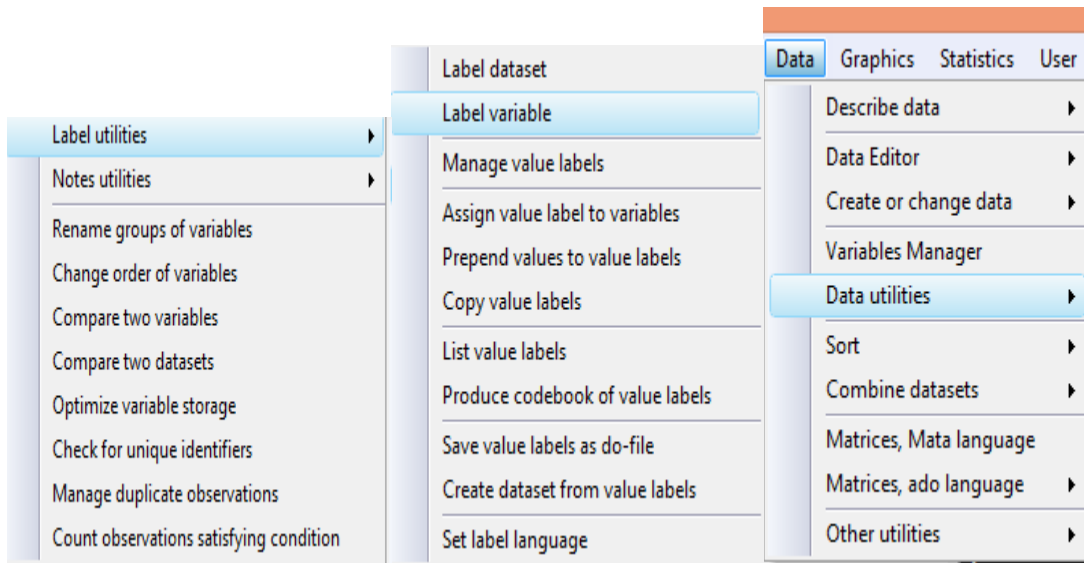 Label utilities
Notes utilities
Rename groups of variables
Change order of variables
Compare two variables
Compare two datasets
Optimize variable storage
Check for unique identifiers
Manage duplicate observations
Count observations satisfying condition
Label dataset
Label variable
Manage value labels
Assign value label to variables
Prepend values to value labels
Copy value labels
List value labels
Produce codebook of value labels
Save value labels as do-file
Create dataset from value labels
Set label language
Data Graphics Statistics User
Describe data
Data Editor
Create or change data
Variables Manager
Data utilities
Sort
Combine datasets
Matrices, Mata language
Matrices, ado language
Other utilities